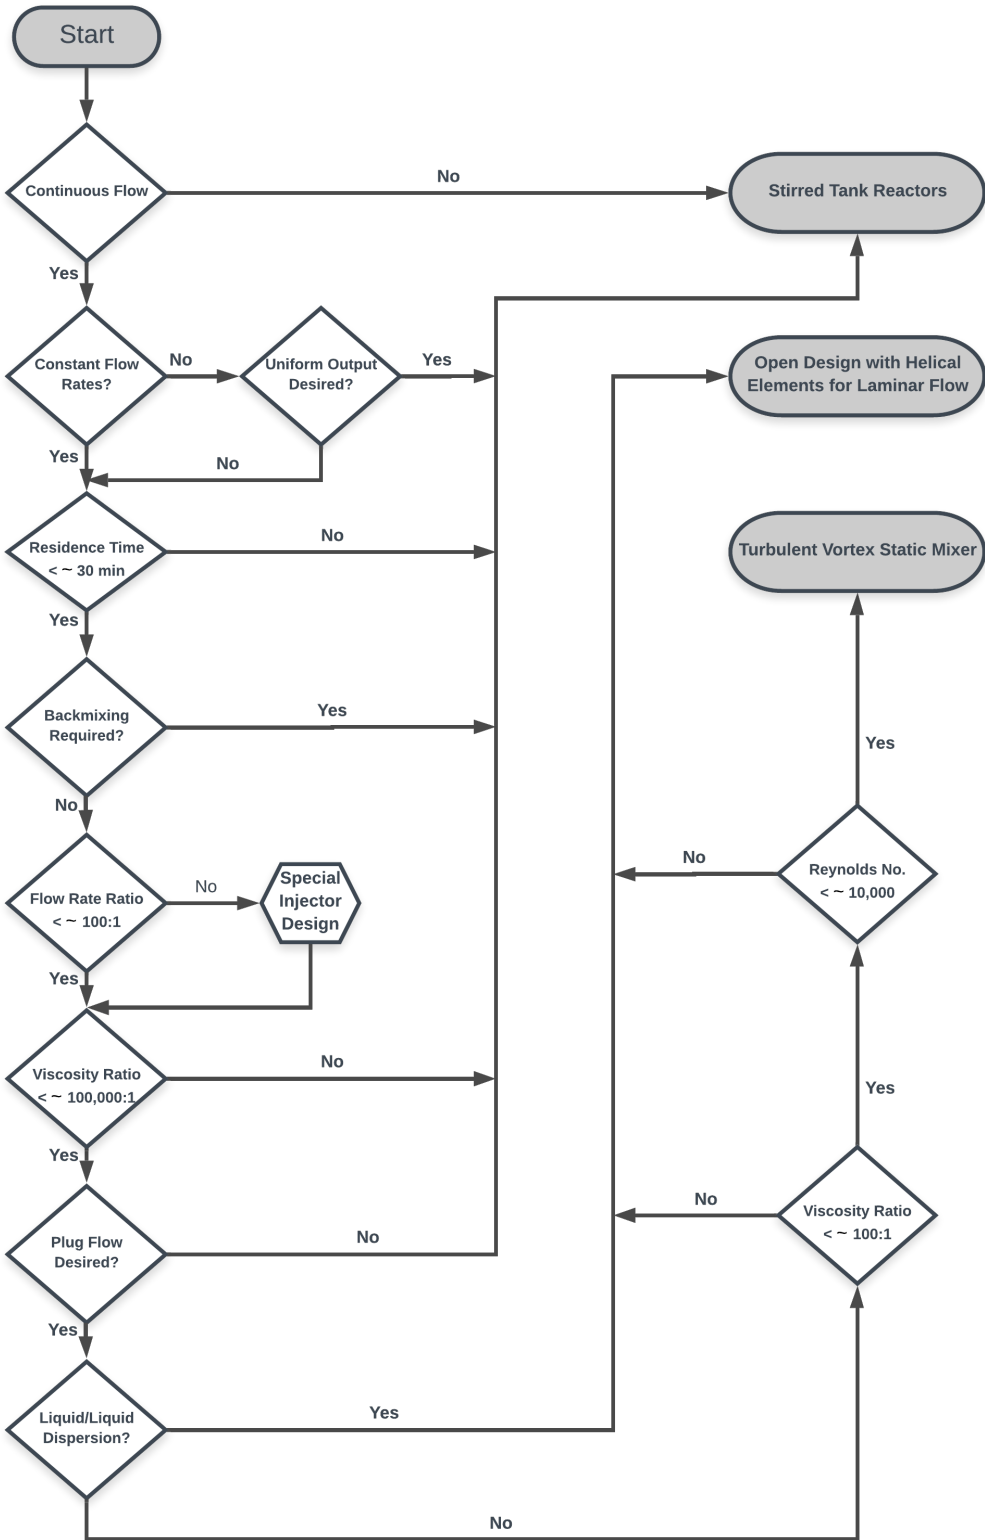 Start
Continuous Flow
No
Stirred Tank Reactors
Yes
Constant Flow
Rates?
No
Uniform Output
Desired?
Yes
Open Design with Helical
Elements for Laminar Flow
Yes
No
Residence Time
< ~ 30 min
No
Turbulent Vortex Static Mixer
Yes
Backmixing
Required?
Yes
Yes
No
Flow Rate Ratio
< ~ 100:1
No
Special
Injector
Design
No
Reynolds No.
< ~ 10,000
Yes
Viscosity Ratio
< ~ 100,000:1
No
Yes
Yes
Plug Flow
Desired?
No
No
Viscosity Ratio
< ~ 100:1
Yes
Liquid/Liquid
Dispersion?
Yes
No